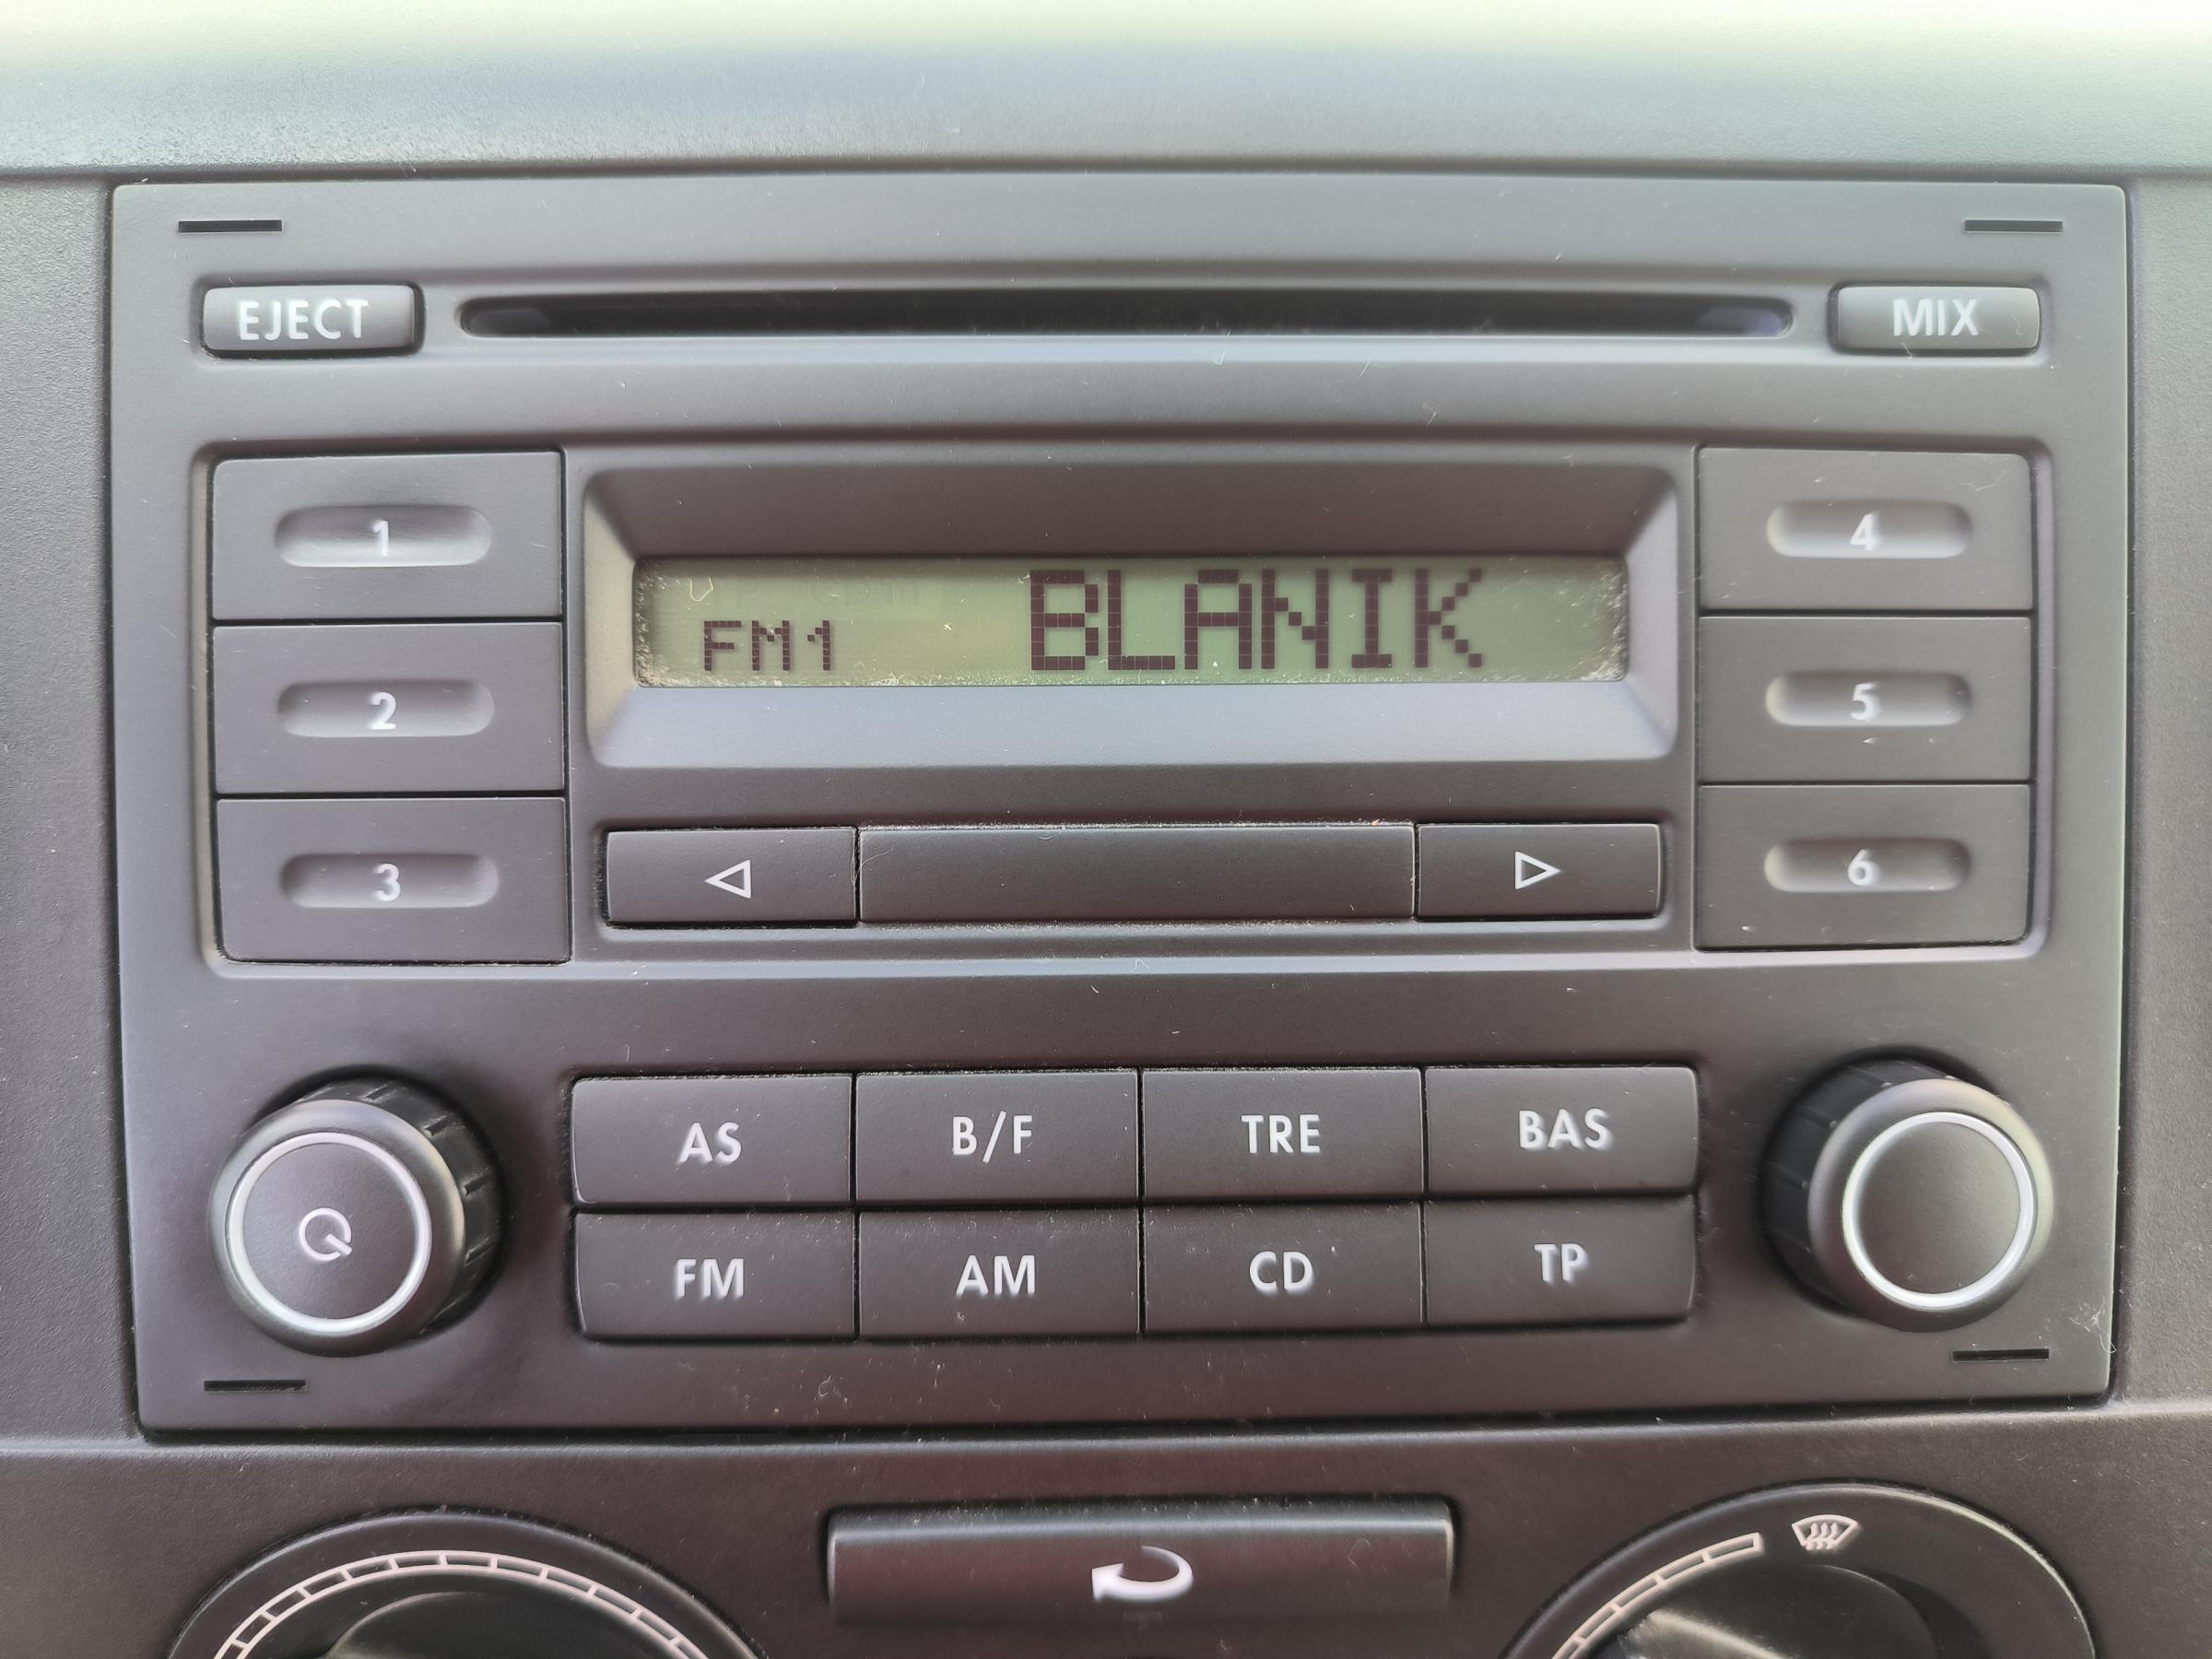 EJECT MIX
1 4
FM1 BLANIK
2 5
3 6
AS B/F TRE BAS
FM AM CD TP